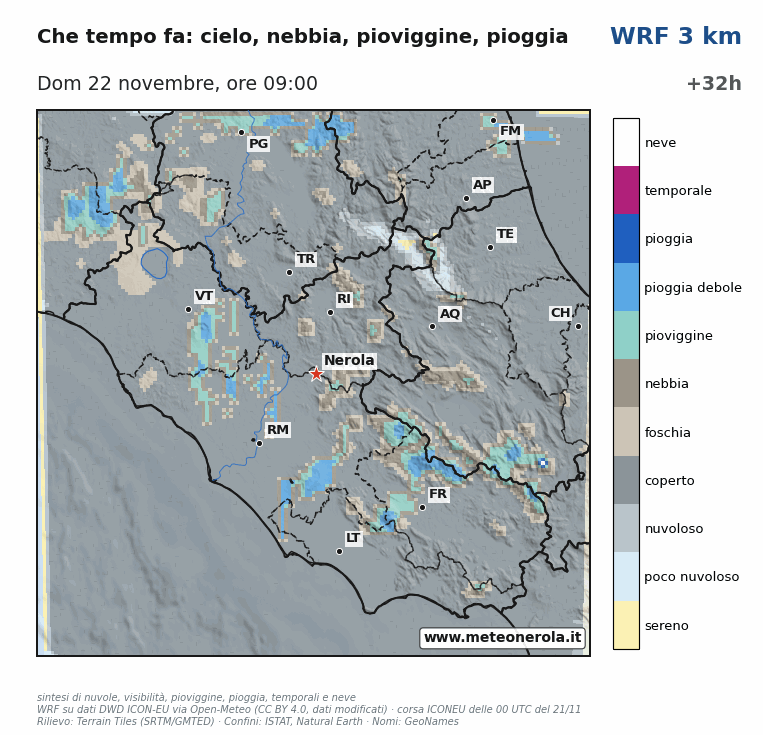 Che tempo fa: cielo, nebbia, pioviggine, pioggia
WRF 3 km
Dom 22 novembre, ore 09:00
+32h
PG
FM
AP
TE
TR
RI
VT
AQ
CH
Nerola
RM
FR
LT
www.meteonerola.it
neve
temporale
pioggia
pioggia debole
pioviggine
nebbia
foschia
coperto
nuvoloso
poco nuvoloso
sereno
sintesi di nuvole, visibilità, pioviggine, pioggia, temporali e neve
WRF su dati DWD ICON-EU via Open-Meteo (CC BY 4.0, dati modificati) · corsa ICONEU delle 00 UTC del 21/11
Rilievo: Terrain Tiles (SRTM/GMTED) · Confini: ISTAT, Natural Earth · Nomi: GeoNames